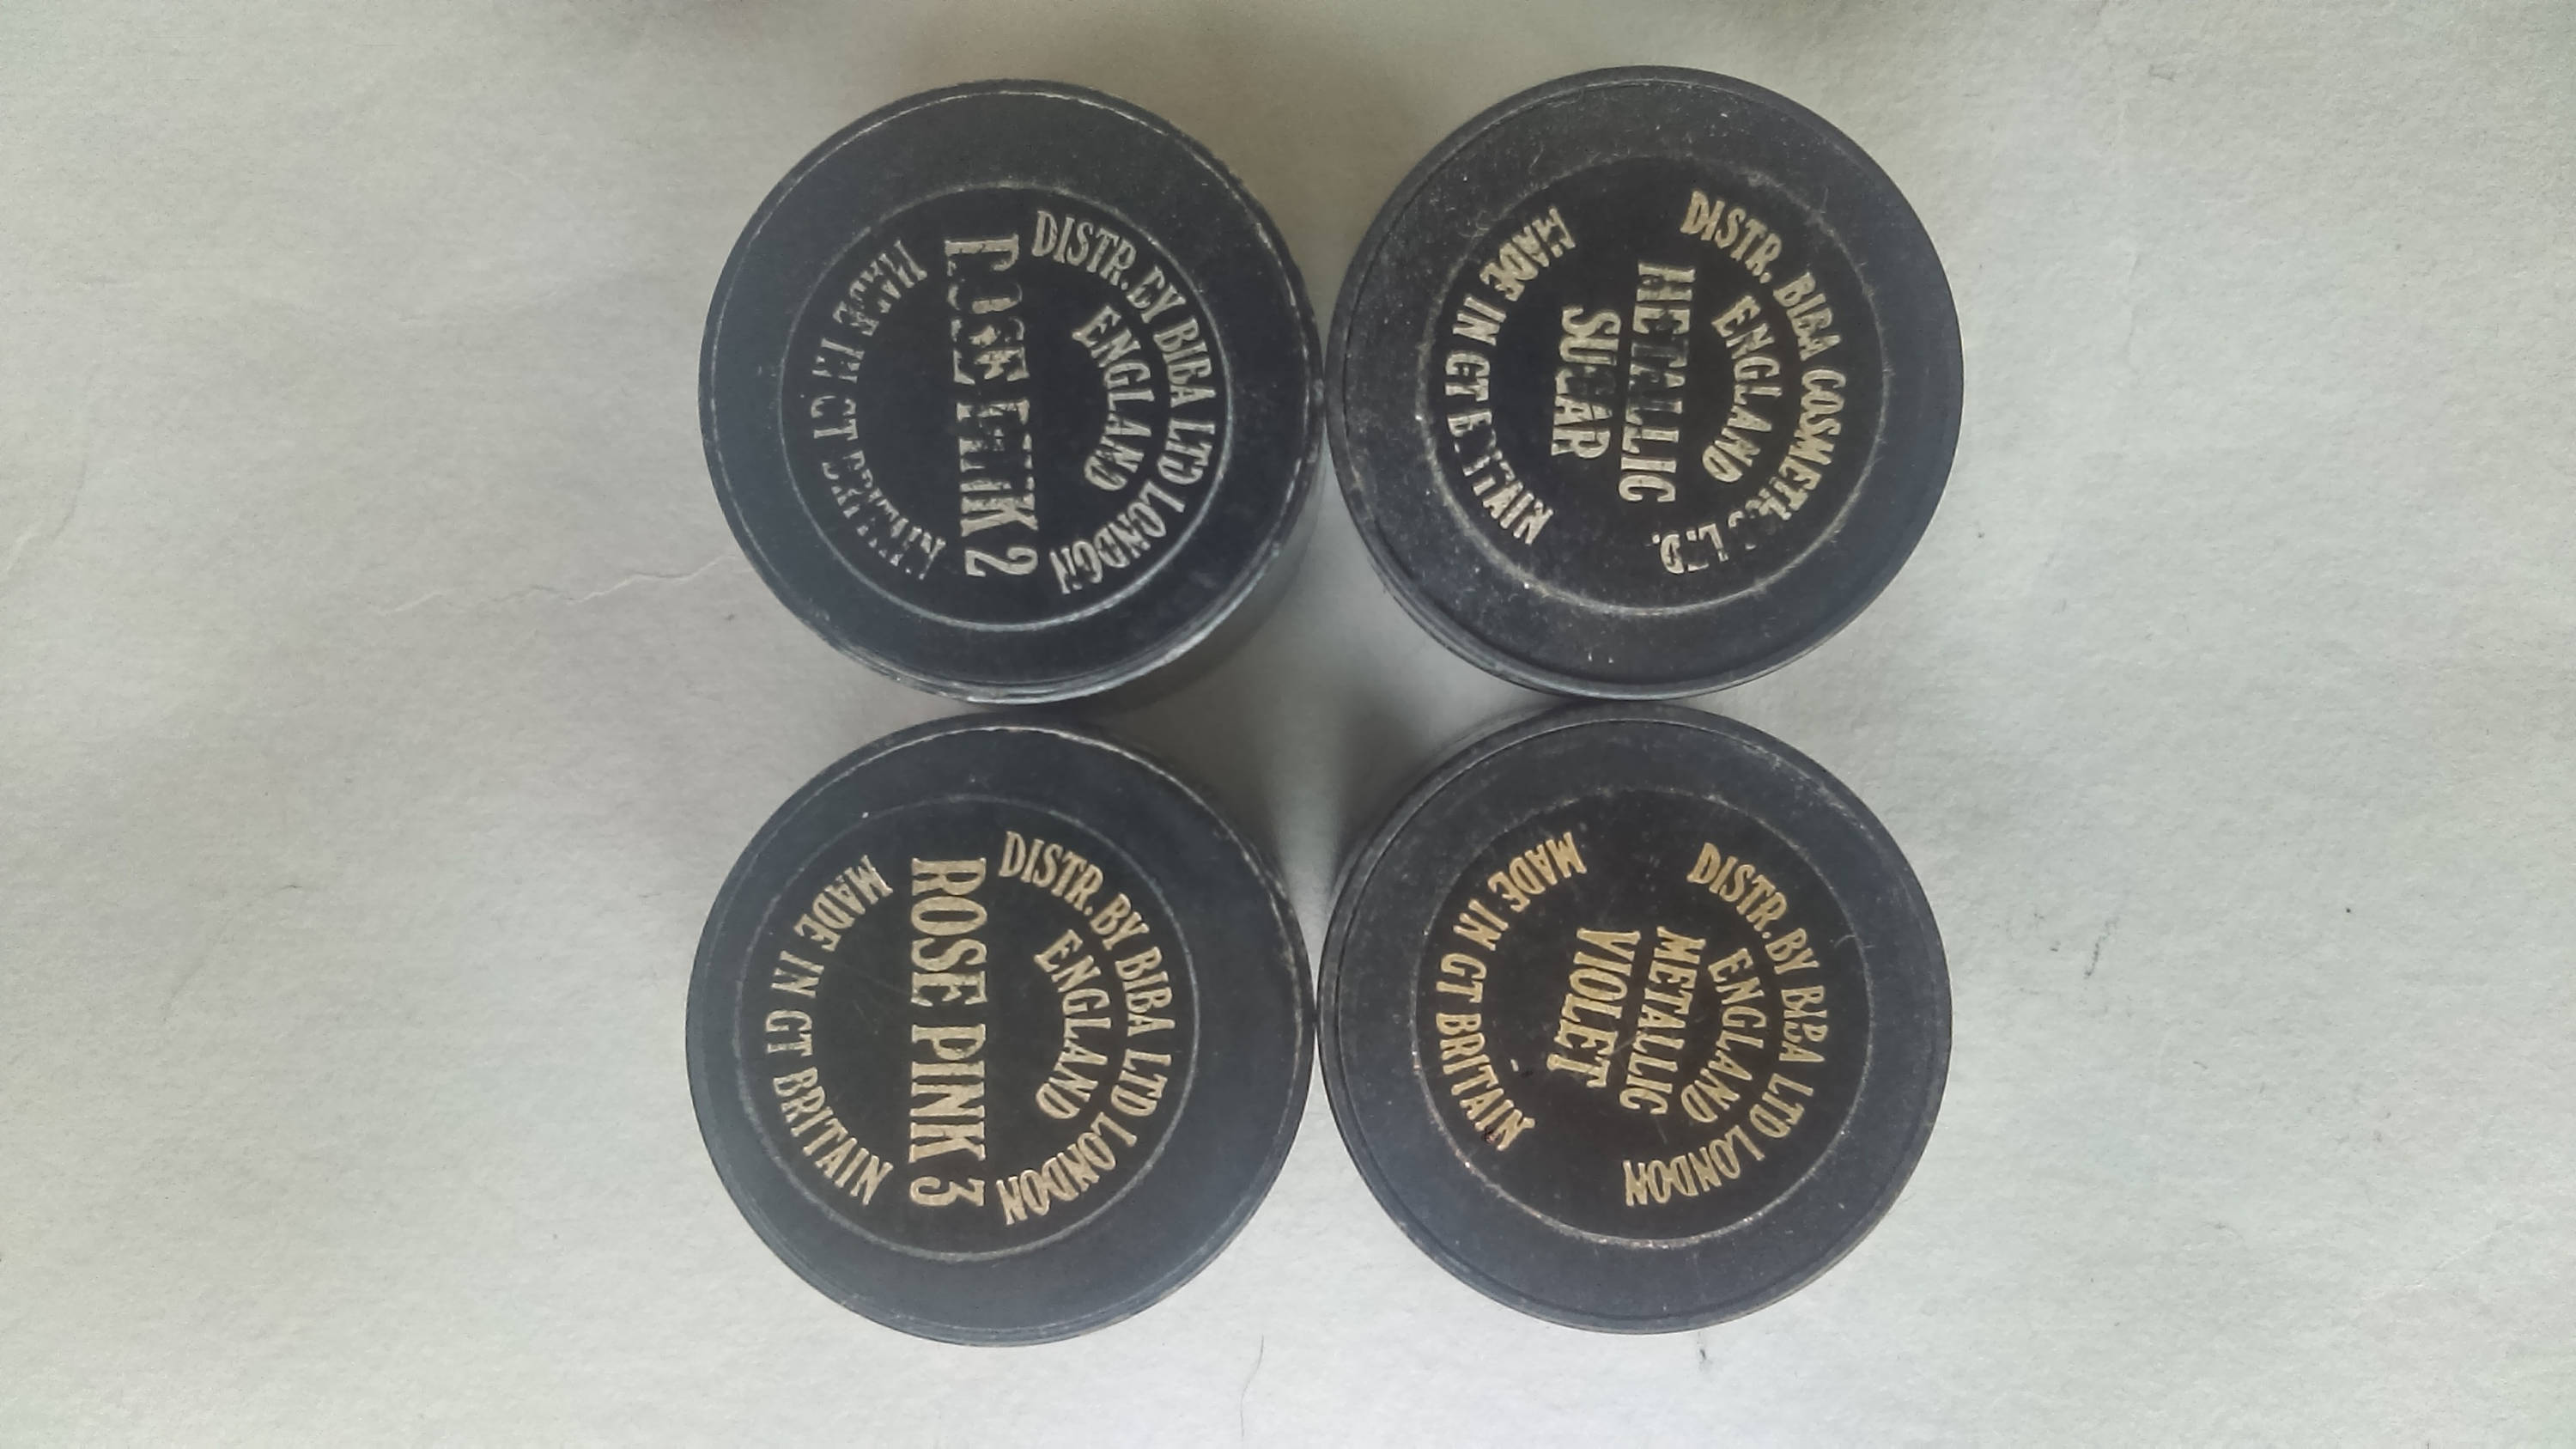 DISTR. BIBA COSMETICS LTD.
ENGLAND
METALLIC
SUGAR
MADE IN GT BRITAIN
DISTR. BY BIBA LTD LONDON
ENGLAND
METALLIC
VIOLET
MADE IN GT BRITAIN
DISTR. BY BIBA LTD LONDON
ENGLAND
ROSE PINK 2
MADE IN GT BRITAIN
DISTR. BY BIBA LTD LONDON
ENGLAND
ROSE PINK 3
MADE IN GT BRITAIN